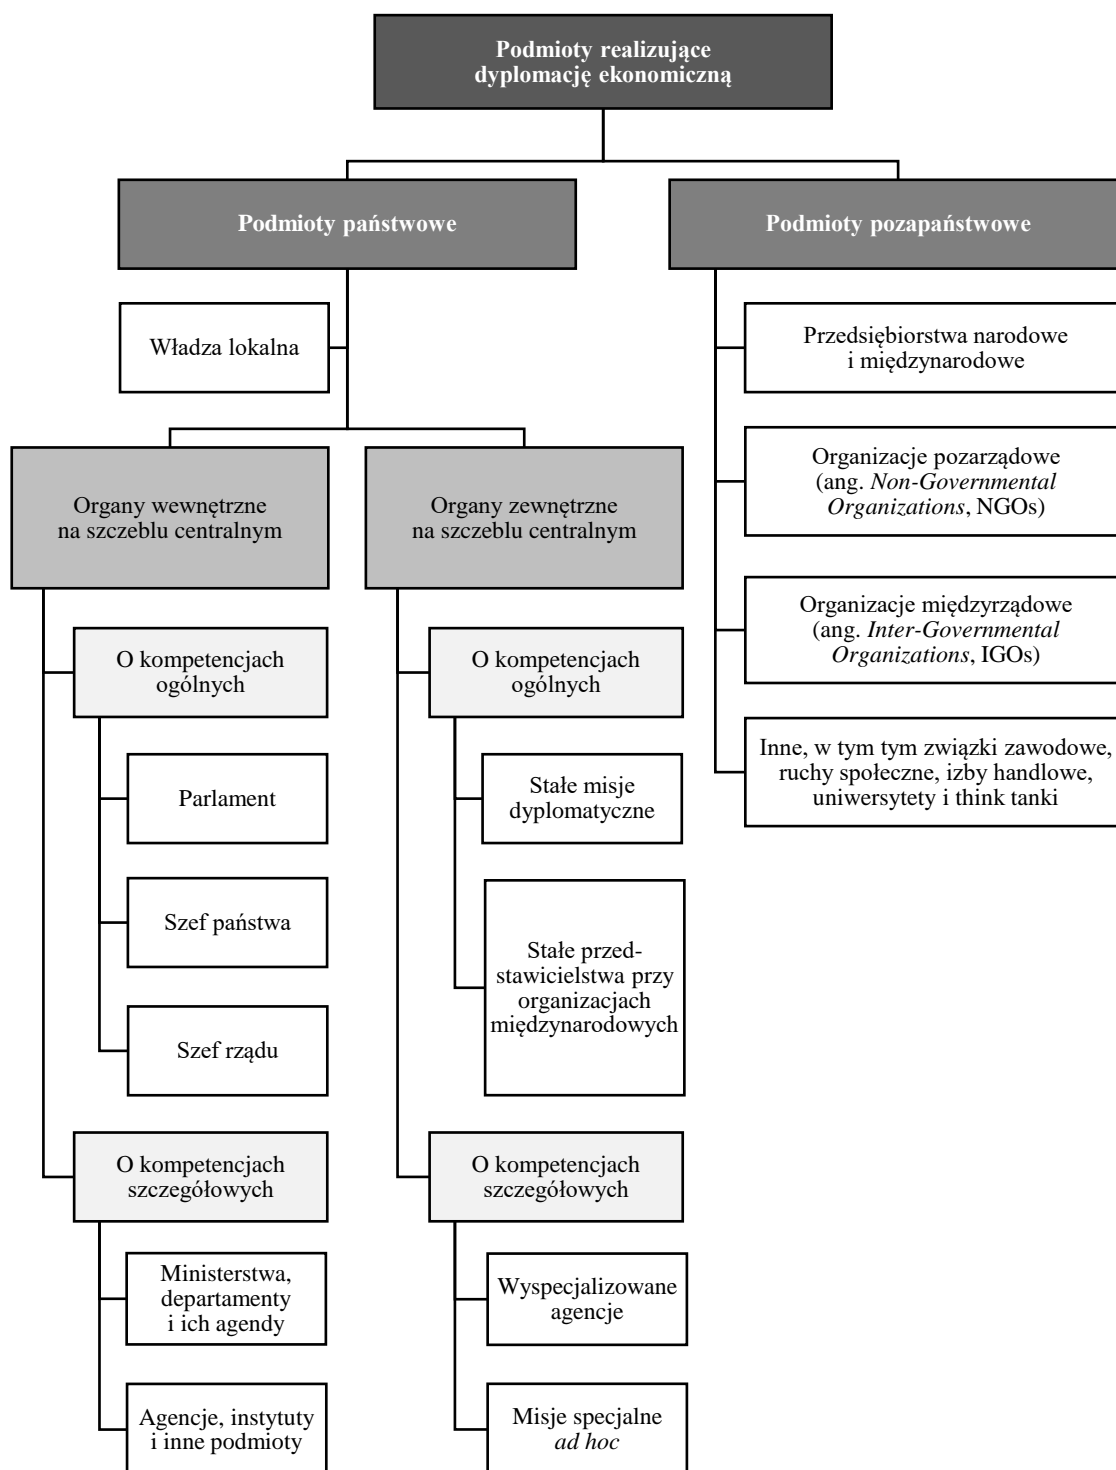 Podmioty realizujące
dyplomację ekonomiczną
Podmioty państwowe
Podmioty pozapaństwowe
Władza lokalna
Przedsiębiorstwa narodowe
i międzynarodowe
Organizacje pozarządowe
(ang. Non-Governmental
Organizations, NGOs)
Organizacje międzyrządowe
(ang. Inter-Governmental
Organizations, IGOs)
Inne, w tym tym związki zawodowe,
ruchy społeczne, izby handlowe,
uniwersytety i think tanki
Organy wewnętrzne
na szczeblu centralnym
O kompetencjach
ogólnych
Parlament
Szef państwa
Szef rządu
O kompetencjach
szczegółowych
Ministerstwa,
departamenty
i ich agendy
Agencje, instytuty
i inne podmioty
Organy zewnętrzne
na szczeblu centralnym
O kompetencjach
ogólnych
Stałe misje
dyplomatyczne
Stałe przed-
stawicielstwa przy
organizacjach
międzynarodowych
O kompetencjach
szczegółowych
Wyspecjalizowane
agencje
Misje specjalne
ad hoc